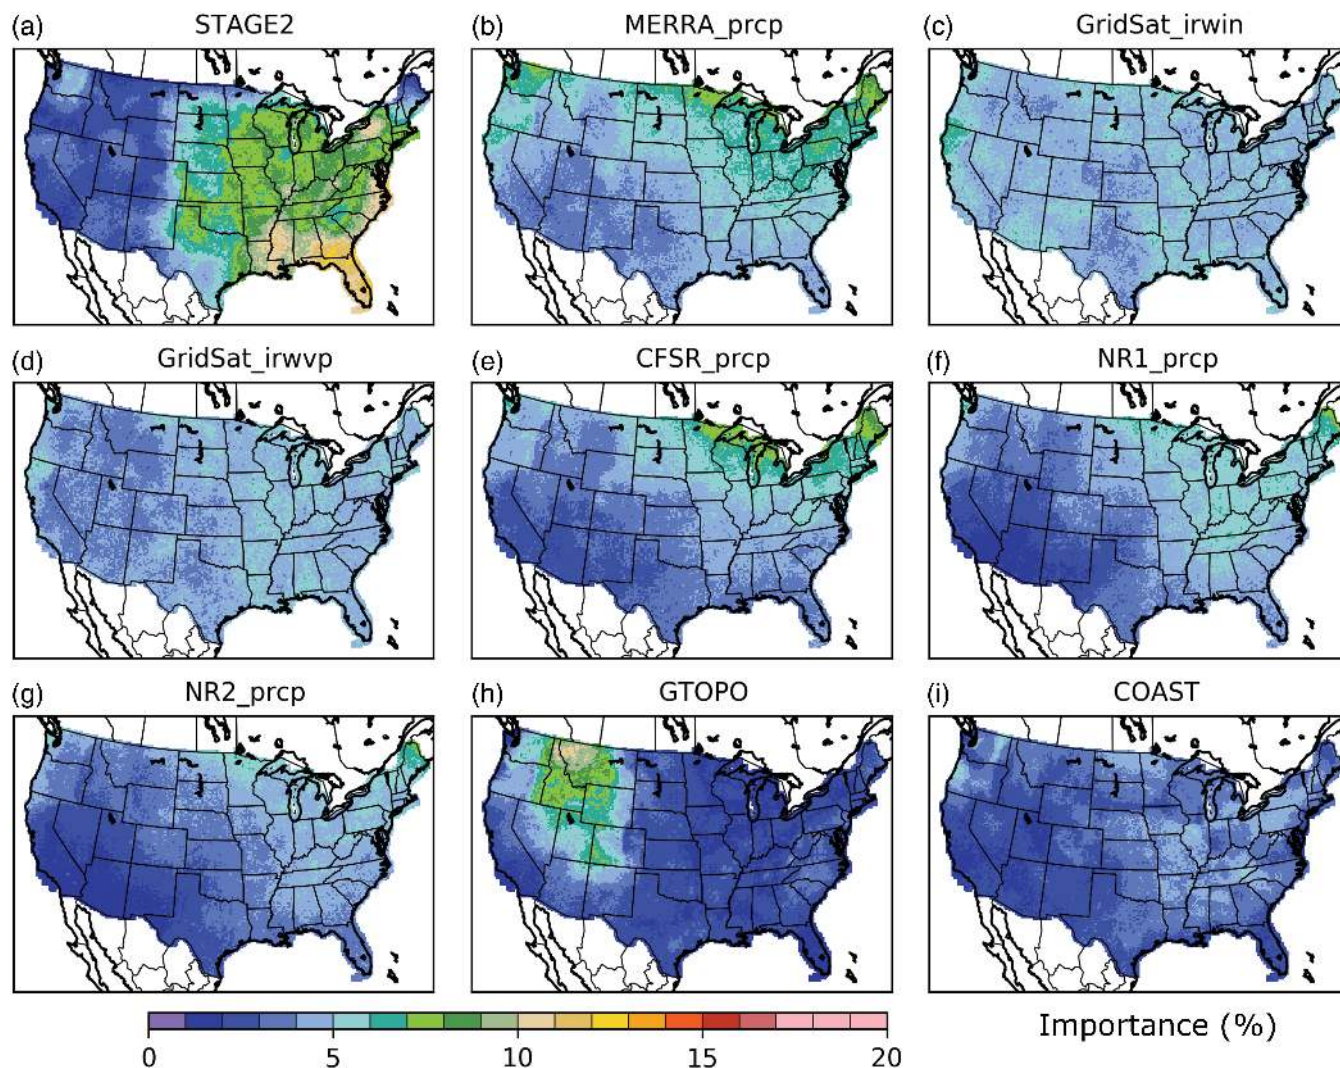 (a) STAGE2
(b) MERRA_prcp
(c) GridSat_irwin
(d) GridSat_irwvp
(e) CFSR_prcp
(f) NR1_prcp
(g) NR2_prcp
(h) GTOPO
(i) COAST
0 5 10 15 20
Importance (%)